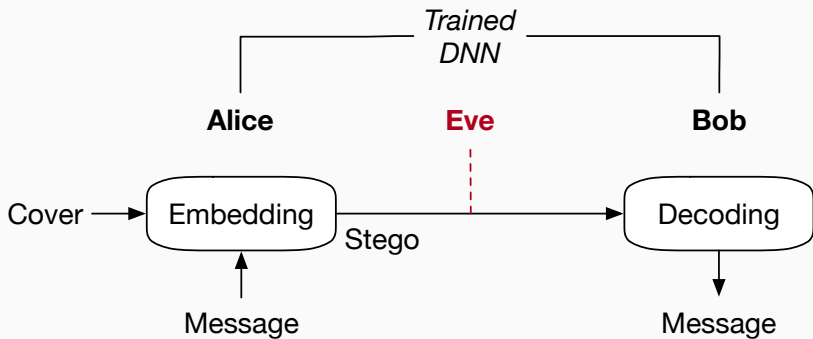 Trained
DNN
Alice
Eve
Bob
Cover
Embedding
Stego
Decoding
Message
Message